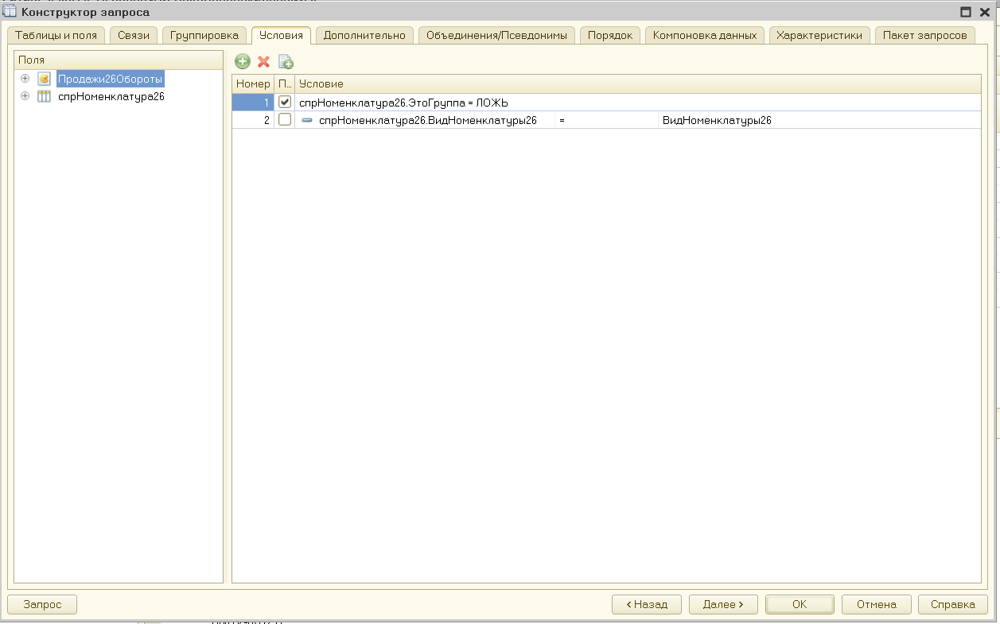 Конструктор запроса
Таблицы и поля Связи Группировка Условия Дополнительно Объединения/Псевдонимы Порядок Компоновка данных Характеристики Пакет запросов
Поля
Продажи26Обороты
спрНоменклатура26
Номер П... Условие
1 спрНоменклатура26.ЭтоГруппа = ЛОЖЬ
2 спрНоменклатура26.ВидНоменклатуры26 = ВидНоменклатуры26
Запрос < Назад Далее > ОК Отмена Справка